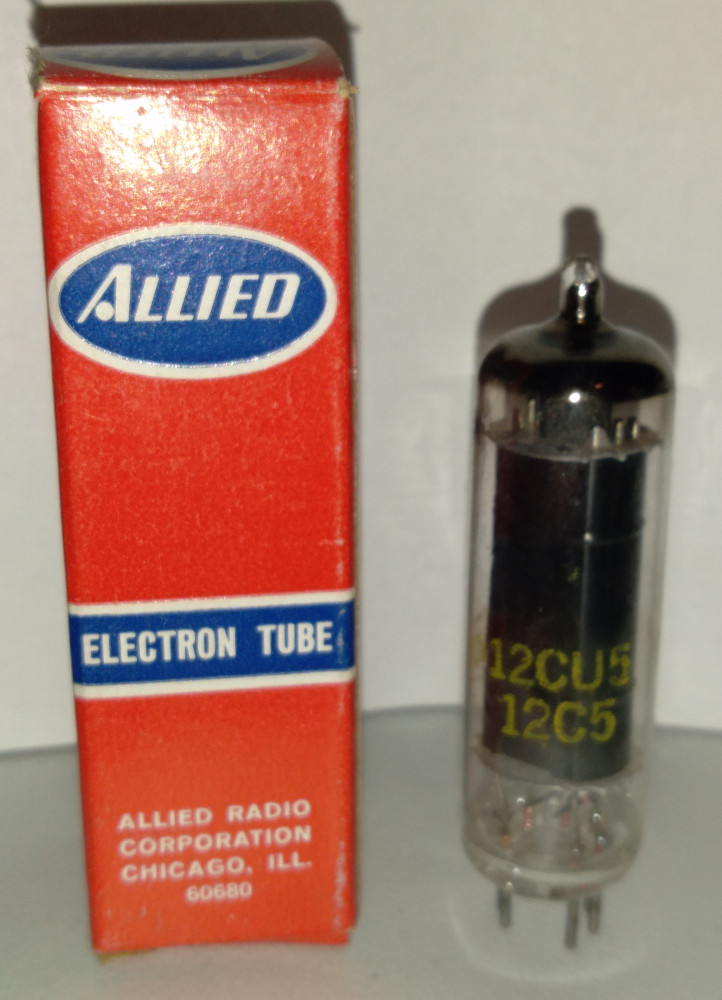 ALLIED
ELECTRON TUBE
ALLIED RADIO
CORPORATION
CHICAGO, ILL.
60680
12CU5
12C5